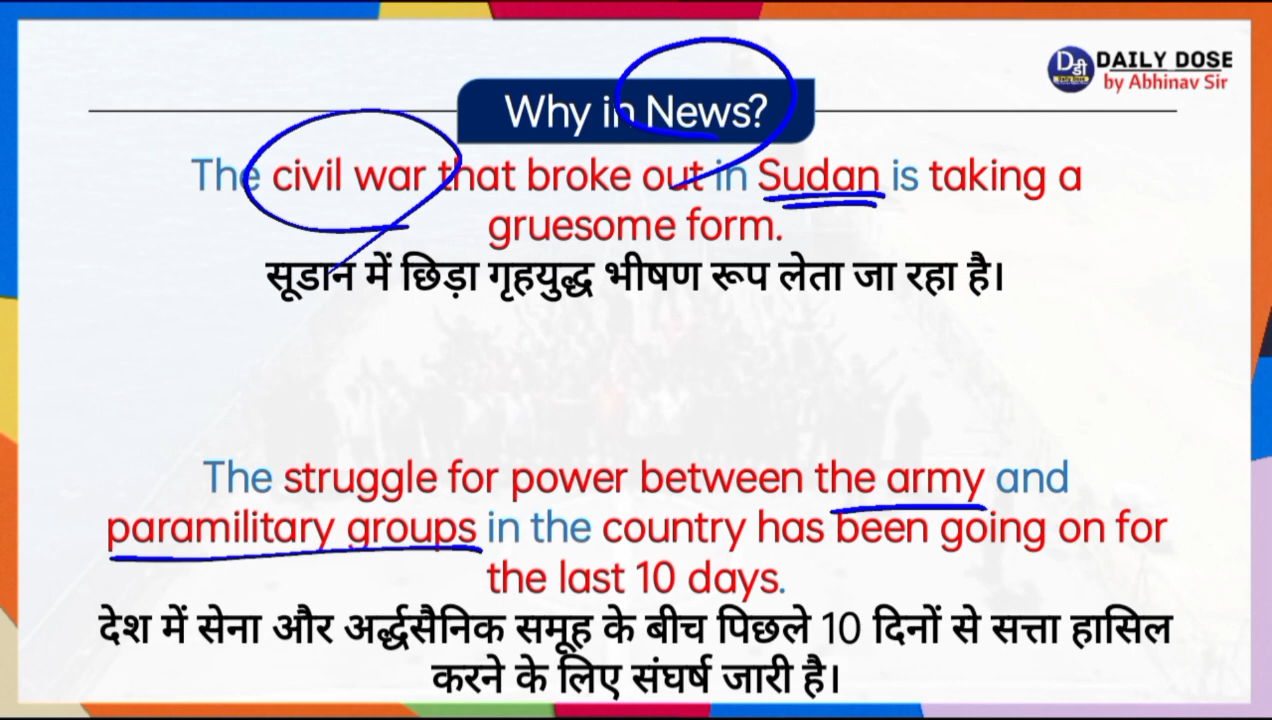 DAILY DOSE
by Abhinav Sir
Why in News?
The civil war that broke out in Sudan is taking a
gruesome form.
सूडान में छिड़ा गृहयुद्ध भीषण रूप लेता जा रहा है।
The struggle for power between the army and
paramilitary groups in the country has been going on for
the last 10 days.
देश में सेना और अर्द्धसैनिक समूह के बीच पिछले 10 दिनों से सत्ता हासिल
करने के लिए संघर्ष जारी है।